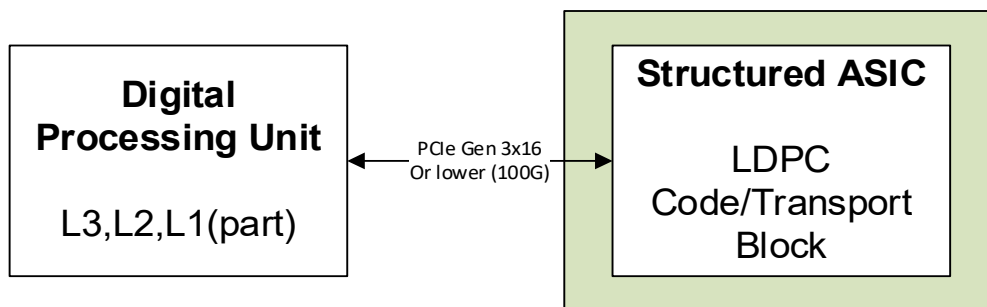 Digital
Processing Unit
L3,L2,L1(part)
PCIe Gen 3x16
Or lower (100G)
Structured ASIC
LDPC
Code/Transport
Block